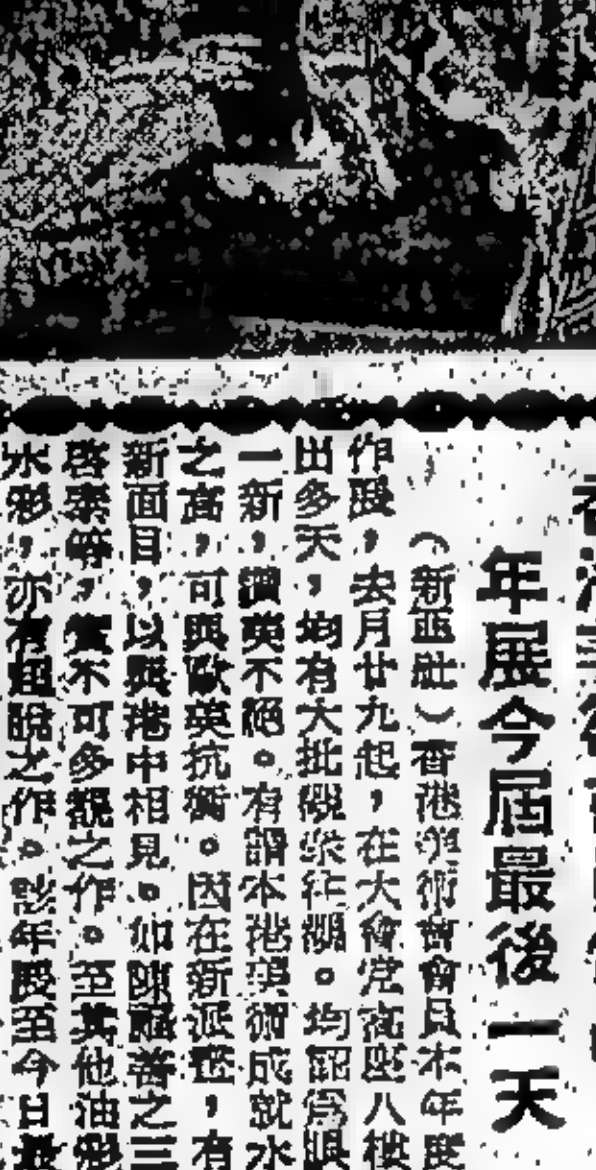 年展今屆最後一天
（新亞社）香港美術會會員本年度
作展，去月廿九起，在大會堂高座八樓
出多天，均有大批觀衆往觀。均認為眼
一新，讚美不絕。有謂本港美術成就水
之高，可與歐美抗衡。因在新派畫，有
新面目，以與港中相見。如陳冠善之三
啓泰等，實不可多觀之作。至其他油彩
水彩，亦有超脫之作。年展至今日最